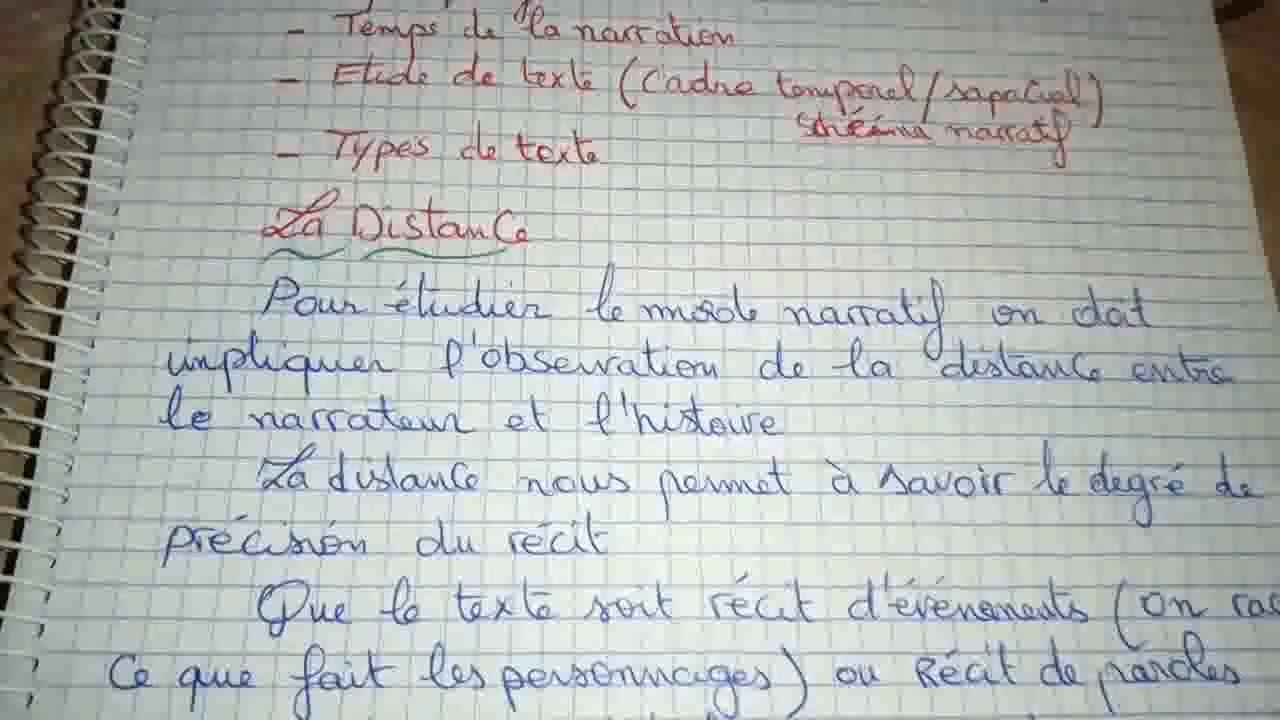 - Temps de la narration
- Etude de texte (Cadre temporel/sapacial)
schéma narratif
- Types de texte
La Distance
Pour étudier le mode narratif on doit
impliquer l'observation de la distance entre
le narrateur et l'histoire
La distance nous permet à savoir le degré de
précision du récit
Que le texte soit récit d'événements (on rac
Ce que fait les personnages) ou Récit de paroles